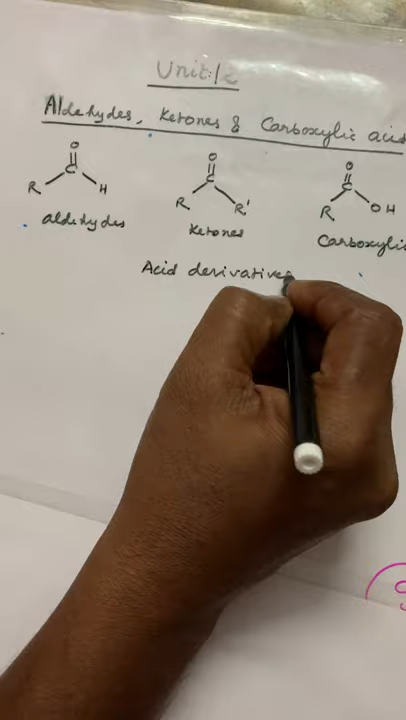 Unit:12
Aldehydes, Ketones & Carboxylic acid
O O O
C C C
R H R R' R OH
aldehydes Ketones Carboxylic
Acid derivatives